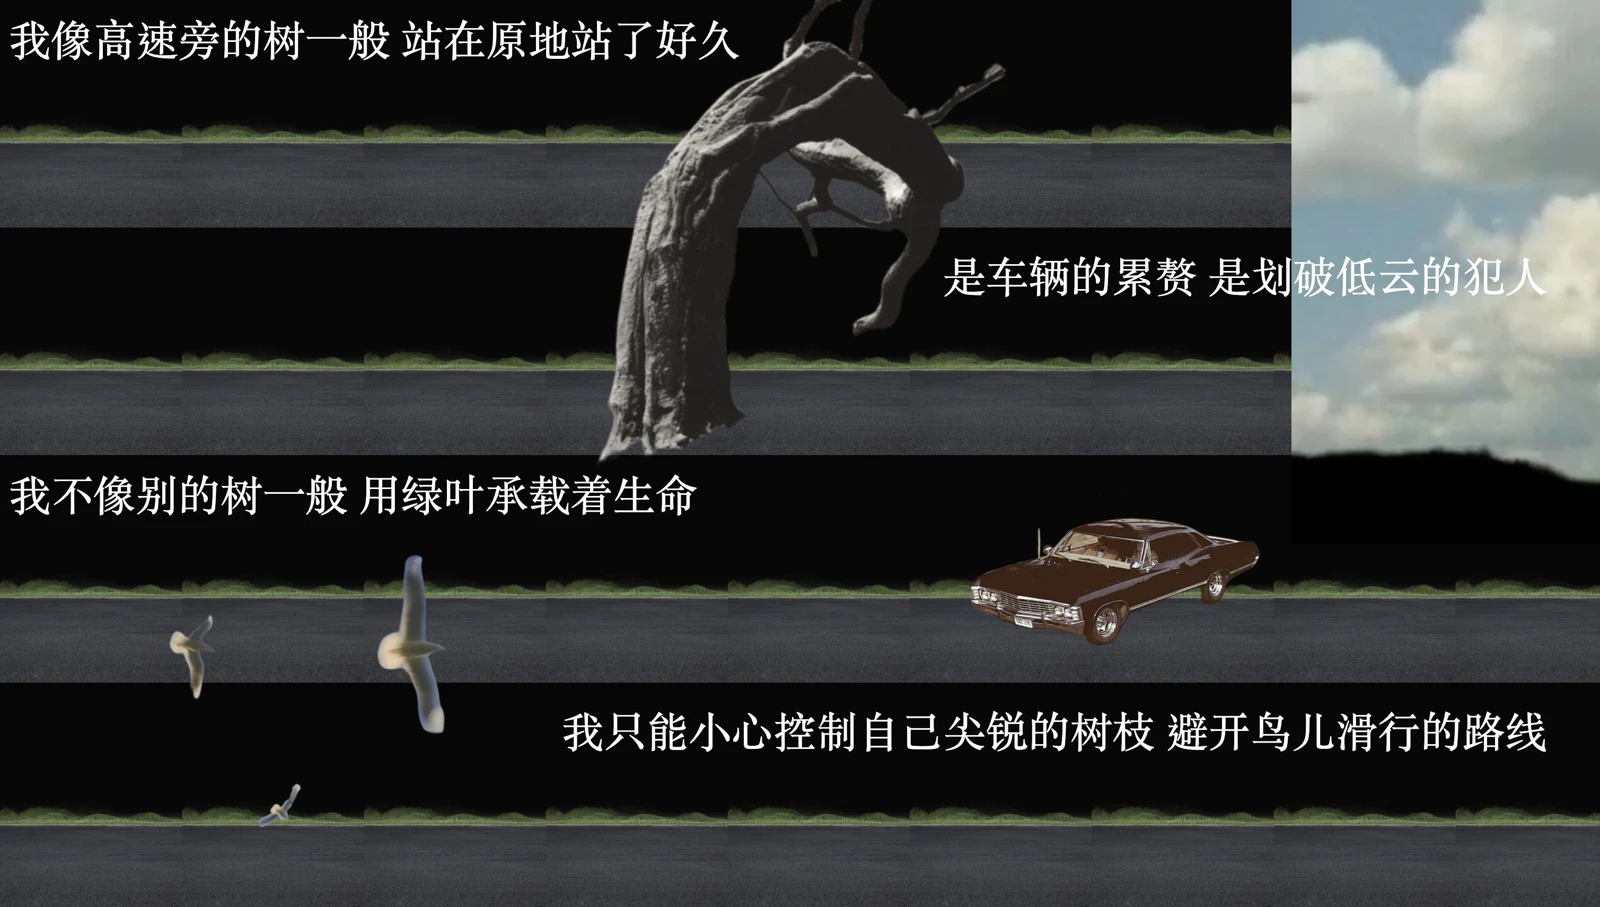 我像高速旁的树一般 站在原地站了好久
是车辆的累赘 是划破低云的犯人
我不像别的树一般 用绿叶承载着生命
我只能小心控制自己尖锐的树枝 避开鸟儿滑行的路线